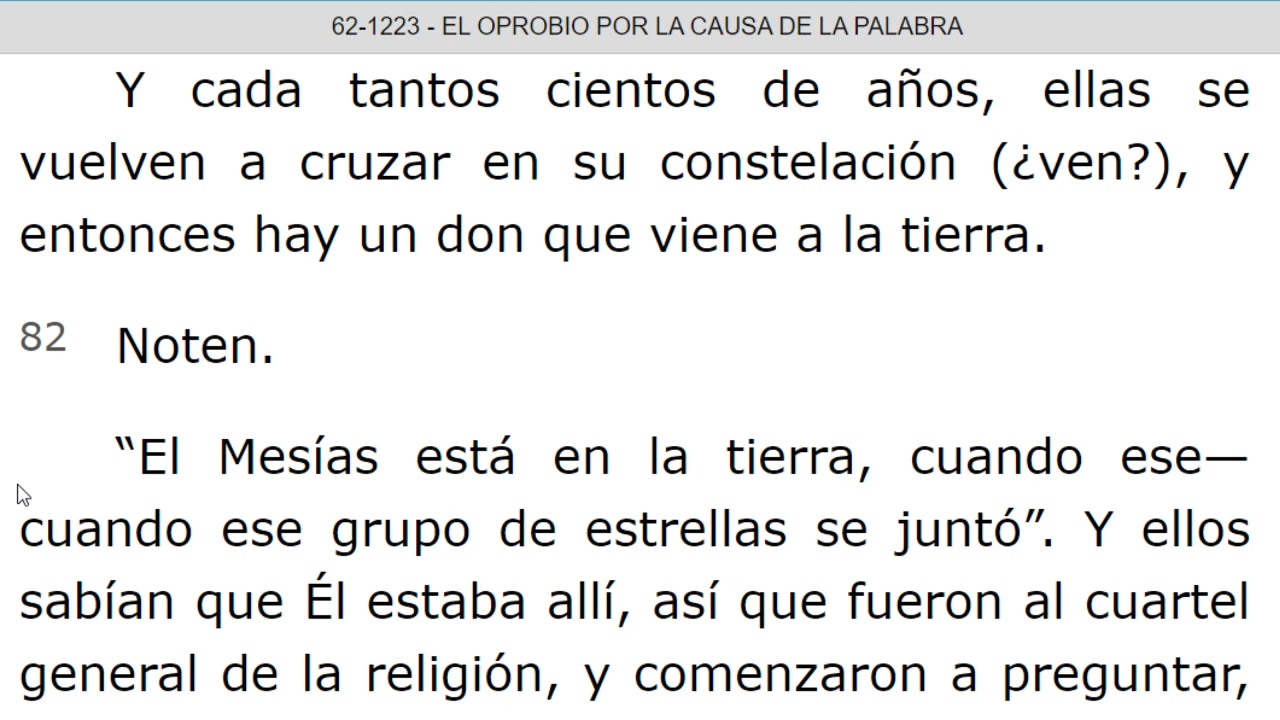 62-1223 - EL OPROBIO POR LA CAUSA DE LA PALABRA
Y cada tantos cientos de años, ellas se
vuelven a cruzar en su constelación (¿ven?), y
entonces hay un don que viene a la tierra.
82 Noten.
“El Mesías está en la tierra, cuando ese—
cuando ese grupo de estrellas se juntó”. Y ellos
sabían que Él estaba allí, así que fueron al cuartel
general de la religión, y comenzaron a preguntar,